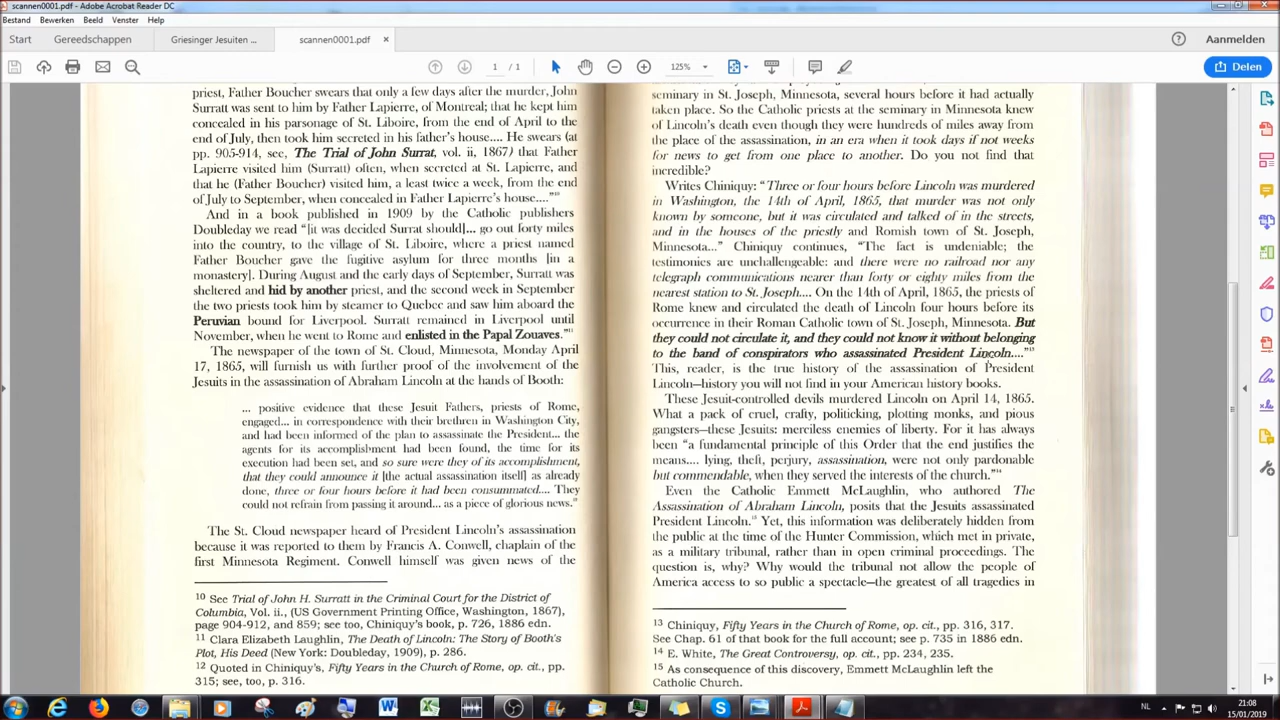 scannen0001.pdf - Adobe Acrobat Reader DC
Bestand Bewerken Beeld Venster Help
Start Gereedschappen Griesinger Jesuiten ... scannen0001.pdf × Aanmelden
1 / 1 125% Delen
priest, Father Boucher swears that only a few days after the murder, John
Surratt was sent to him by Father Lapierre, of Montreal; that he kept him
concealed in his parsonage of St. Liboire, from the end of April to the
end of July, then took him secreted in his father's house.... He swears (at
pp. 905-914, see, The Trial of John Surrat, vol. ii, 1867) that Father
Lapierre visited him (Surratt) often, when secreted at St. Lapierre, and
that he (Father Boucher) visited him, a least twice a week, from the end
of July to September, when concealed in Father Lapierre's house...."10
And in a book published in 1909 by the Catholic publishers
Doubleday we read "[it was decided Surrat should]... go out forty miles
into the country, to the village of St. Liboire, where a priest named
Father Boucher gave the fugitive asylum for three months [in a
monastery]. During August and the early days of September, Surratt was
sheltered and hid by another priest, and the second week in September
the two priests took him by steamer to Quebec and saw him aboard the
Peruvian bound for Liverpool. Surratt remained in Liverpool until
November, when he went to Rome and enlisted in the Papal Zouaves."11
The newspaper of the town of St. Cloud, Minnesota, Monday April
17, 1865, will furnish us with further proof of the involvement of the
Jesuits in the assassination of Abraham Lincoln at the hands of Booth:
... positive evidence that these Jesuit Fathers, priests of Rome,
engaged... in correspondence with their brethren in Washington City,
and had been informed of the plan to assassinate the President... the
agents for its accomplishment had been found, the time for its
execution had been set, and so sure were they of its accomplishment,
that they could announce it [the actual assassination itself] as already
done, three or four hours before it had been consummated.... They
could not refrain from passing it around... as a piece of glorious news."12
The St. Cloud newspaper heard of President Lincoln's assassination
because it was reported to them by Francis A. Conwell, chaplain of the
first Minnesota Regiment. Conwell himself was given news of the
10 See Trial of John H. Surratt in the Criminal Court for the District of
Columbia, Vol. ii., (US Government Printing Office, Washington, 1867),
page 904-912, and 859; see too, Chiniquy's book, p. 726, 1886 edn.
11 Clara Elizabeth Laughlin, The Death of Lincoln: The Story of Booth's
Plot, His Deed (New York: Doubleday, 1909), p. 286.
12 Quoted in Chiniquy's, Fifty Years in the Church of Rome, op. cit., pp.
315; see, too, p. 316.
seminary in St. Joseph, Minnesota, several hours before it had actually
taken place. So the Catholic priests at the seminary in Minnesota knew
of Lincoln's death even though they were hundreds of miles away from
the place of the assassination, in an era when it took days if not weeks
for news to get from one place to another. Do you not find that
incredible?
Writes Chiniquy: "Three or four hours before Lincoln was murdered
in Washington, the 14th of April, 1865, that murder was not only
known by someone, but it was circulated and talked of in the streets,
and in the houses of the priestly and Romish town of St. Joseph,
Minnesota..." Chiniquy continues, "The fact is undeniable; the
testimonies are unchallengeable: and there were no railroad nor any
telegraph communications nearer than forty or eighty miles from the
nearest station to St. Joseph.... On the 14th of April, 1865, the priests of
Rome knew and circulated the death of Lincoln four hours before its
occurrence in their Roman Catholic town of St. Joseph, Minnesota. But
they could not circulate it, and they could not know it without belonging
to the band of conspirators who assassinated President Lincoln...."13
This, reader, is the true history of the assassination of President
Lincoln—history you will not find in your American history books.
These Jesuit-controlled devils murdered Lincoln on April 14, 1865.
What a pack of cruel, crafty, politicking, plotting monks, and pious
gangsters—these Jesuits: merciless enemies of liberty. For it has always
been "a fundamental principle of this Order that the end justifies the
means.... lying, theft, perjury, assassination, were not only pardonable
but commendable, when they served the interests of the church."14
Even the Catholic Emmett McLaughlin, who authored The
Assassination of Abraham Lincoln, posits that the Jesuits assassinated
President Lincoln.15 Yet, this information was deliberately hidden from
the public at the time of the Hunter Commission, which met in private,
as a military tribunal, rather than in open criminal proceedings. The
question is, why? Why would the tribunal not allow the people of
America access to so public a spectacle—the greatest of all tragedies in
13 Chiniquy, Fifty Years in the Church of Rome, op. cit., pp. 316, 317.
See Chap. 61 of that book for the full account; see p. 735 in 1886 edn.
14 E. White, The Great Controversy, op. cit., pp. 234, 235.
15 As consequence of this discovery, Emmett McLaughlin left the
Catholic Church.
NL 21:08
15/01/2019